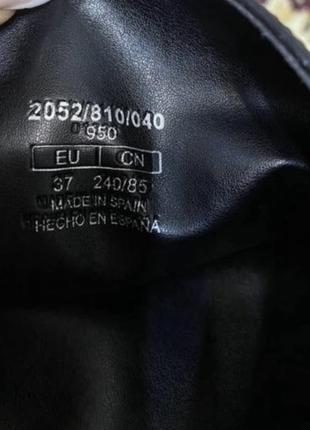 2052/810/040
950
EU CN
37 240/85
MADE IN SPAIN
HECHO EN ESPAÑA